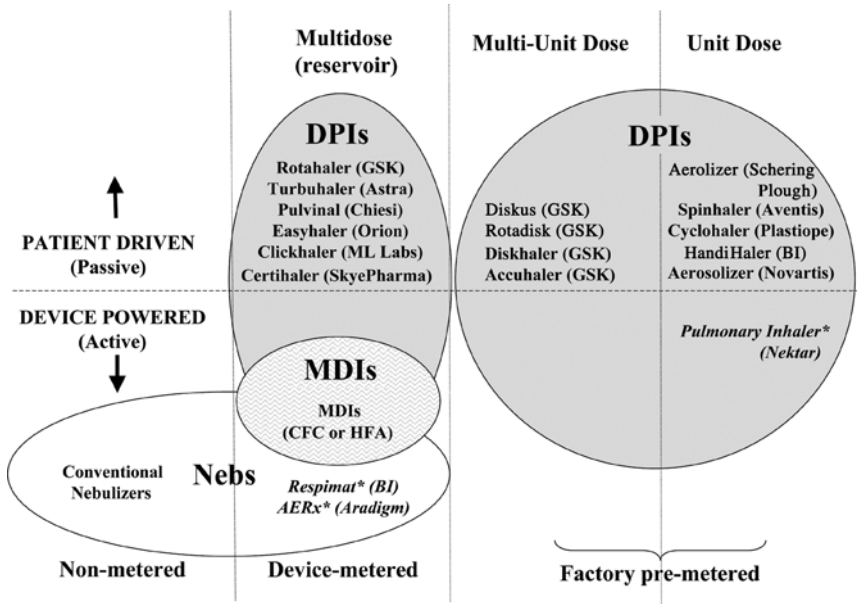 Multidose
(reservoir)
Multi-Unit Dose
Unit Dose
DPIs
Rotahaler (GSK)
Turbuhaler (Astra)
Pulvinal (Chiesi)
Easyhaler (Orion)
Clickhaler (ML Labs)
Certihaler (SkyePharma)
DPIs
Diskus (GSK)
Rotadisk (GSK)
Diskhaler (GSK)
Accuhaler (GSK)
Aerolizer (Schering
Plough)
Spinhaler (Aventis)
Cyclohaler (Plastiope)
HandiHaler (BI)
Aerosolizer (Novartis)
PATIENT DRIVEN
(Passive)
DEVICE POWERED
(Active)
Pulmonary Inhaler*
(Nektar)
MDIs
MDIs
(CFC or HFA)
Conventional
Nebulizers
Nebs
Respimat* (BI)
AERx* (Aradigm)
Non-metered
Device-metered
Factory pre-metered